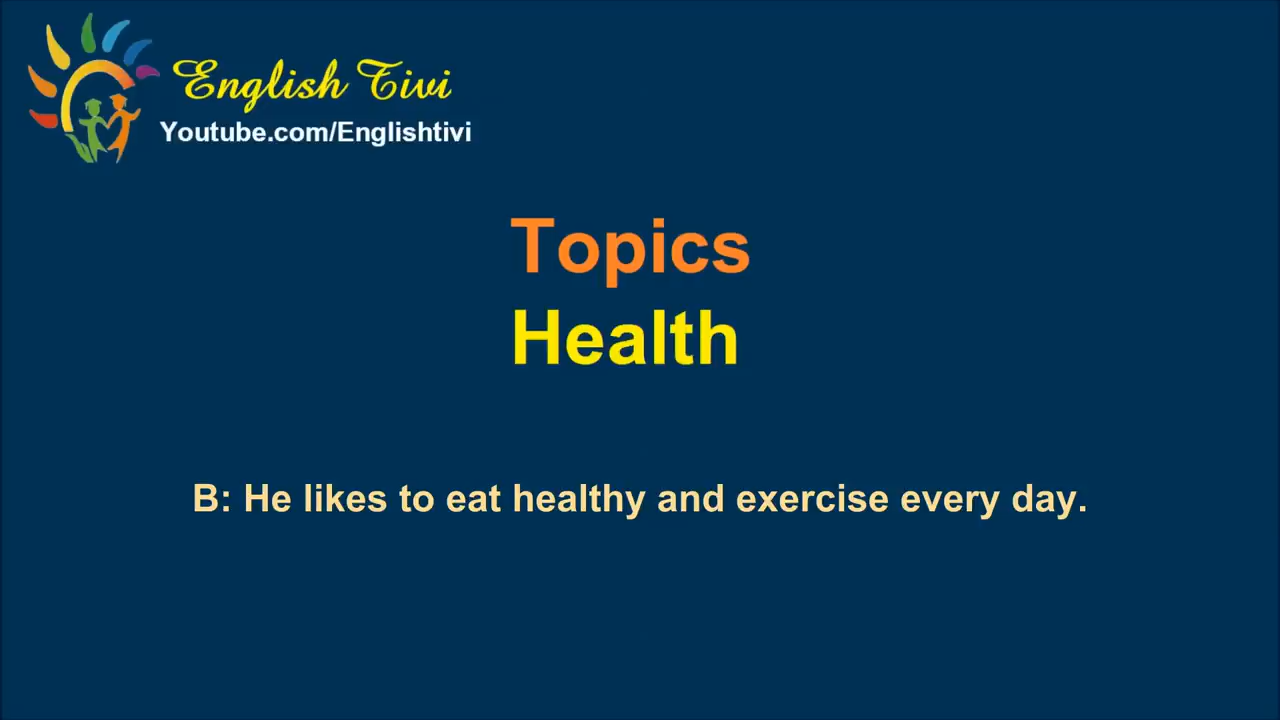 English Tivi
Youtube.com/Englishtivi
Topics
Health
B: He likes to eat healthy and exercise every day.